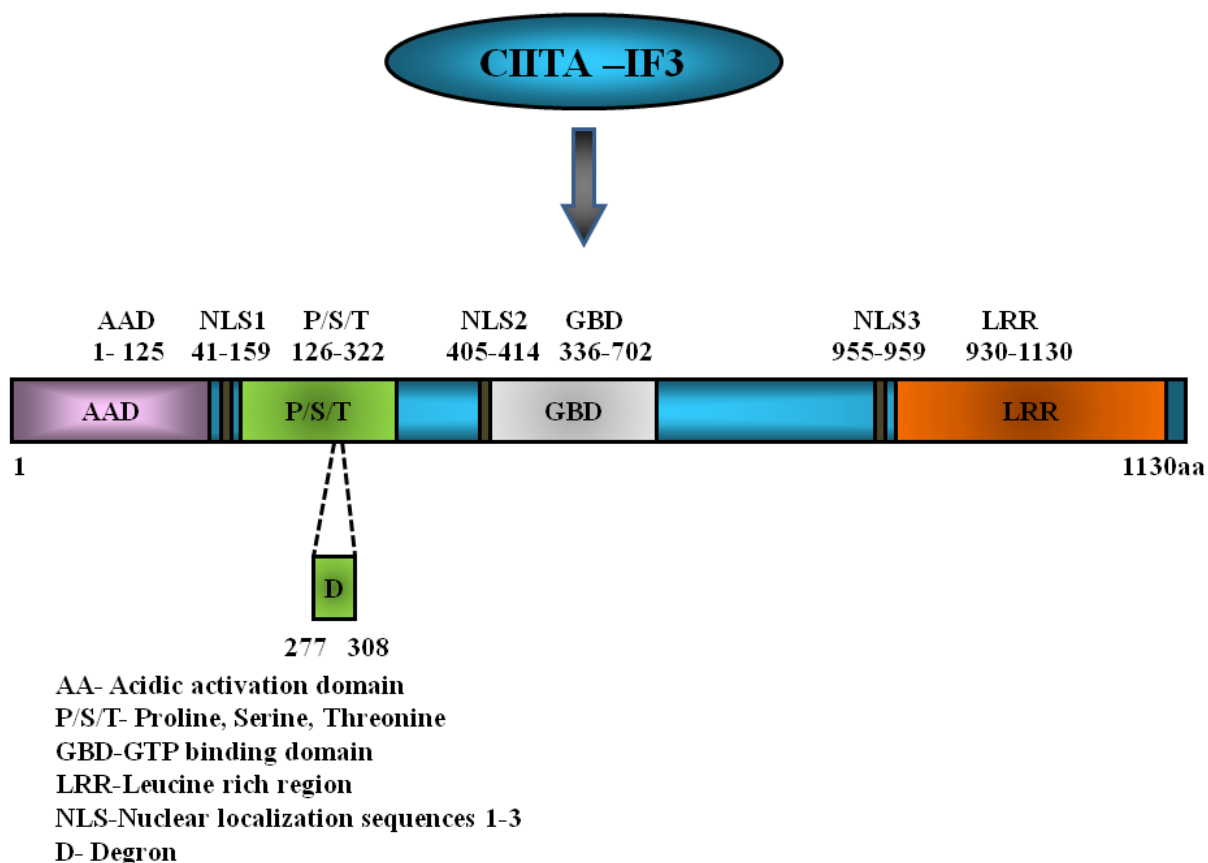 CIITA –IF3
AAD NLS1 P/S/T NLS2 GBD NLS3 LRR
1- 125 41-159 126-322 405-414 336-702 955-959 930-1130
AAD P/S/T GBD LRR
1 1130aa
D
277 308
AA- Acidic activation domain
P/S/T- Proline, Serine, Threonine
GBD-GTP binding domain
LRR-Leucine rich region
NLS-Nuclear localization sequences 1-3
D- Degron